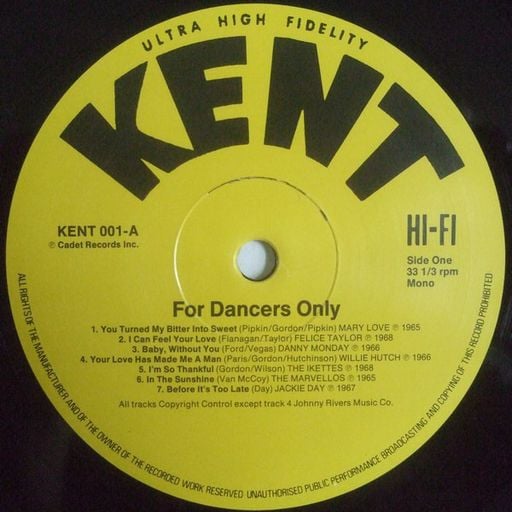 ULTRA HIGH FIDELITY
KENT
KENT 001-A
℗ Cadet Records Inc.
HI-FI
Side One
33 1/3 rpm
Mono
For Dancers Only
1. You Turned My Bitter Into Sweet (Pipkin/Gordon/Pipkin) MARY LOVE ℗ 1965
2. I Can Feel Your Love (Flanagan/Taylor) FELICE TAYLOR ℗ 1968
3. Baby, Without You (Ford/Vegas) DANNY MONDAY ℗ 1966
4. Your Love Has Made Me A Man (Paris/Gordon/Hutchinson) WILLIE HUTCH ℗ 1966
5. I'm So Thankful (Gordon/Wilson) THE IKETTES ℗ 1968
6. In The Sunshine (Van McCoy) THE MARVELLOS ℗ 1965
7. Before It's Too Late (Day) JACKIE DAY ℗ 1967
All tracks Copyright Control except track 4 Johnny Rivers Music Co.
ALL RIGHTS OF THE MANUFACTURER AND OF THE OWNER OF THE RECORDED WORK RESERVED UNAUTHORISED PUBLIC PERFORMANCE BROADCASTING AND COPYING OF THIS RECORD PROHIBITED